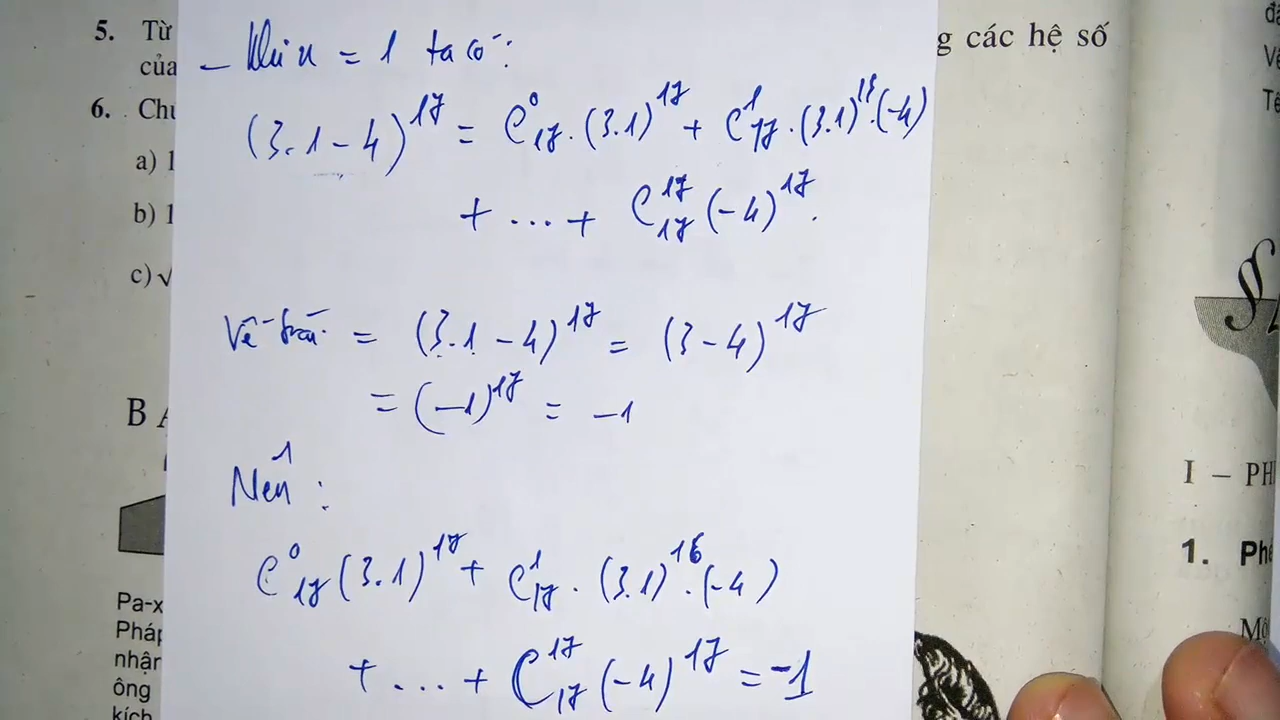 5. Từ
của
g các hệ số
6. Chu
a) 1
b) 1
c) √
– Khi x = 1 ta có:
(3.1 – 4)^17 = C^0_17 . (3.1)^17 + C^1_17 . (3.1)^16 . (-4)
+ ... + C^17_17 (-4)^17.
Vế trái = (3.1 – 4)^17 = (3 – 4)^17
= (–1)^17 = –1
Nên :
C^0_17 (3.1)^17 + C^1_17 . (3.1)^16 . (-4)
+ ... + C^17_17 (-4)^17 = -1
B
Pa-x
Pháp
nhận
ông
kích
I – PH
1. Phé
Mộ